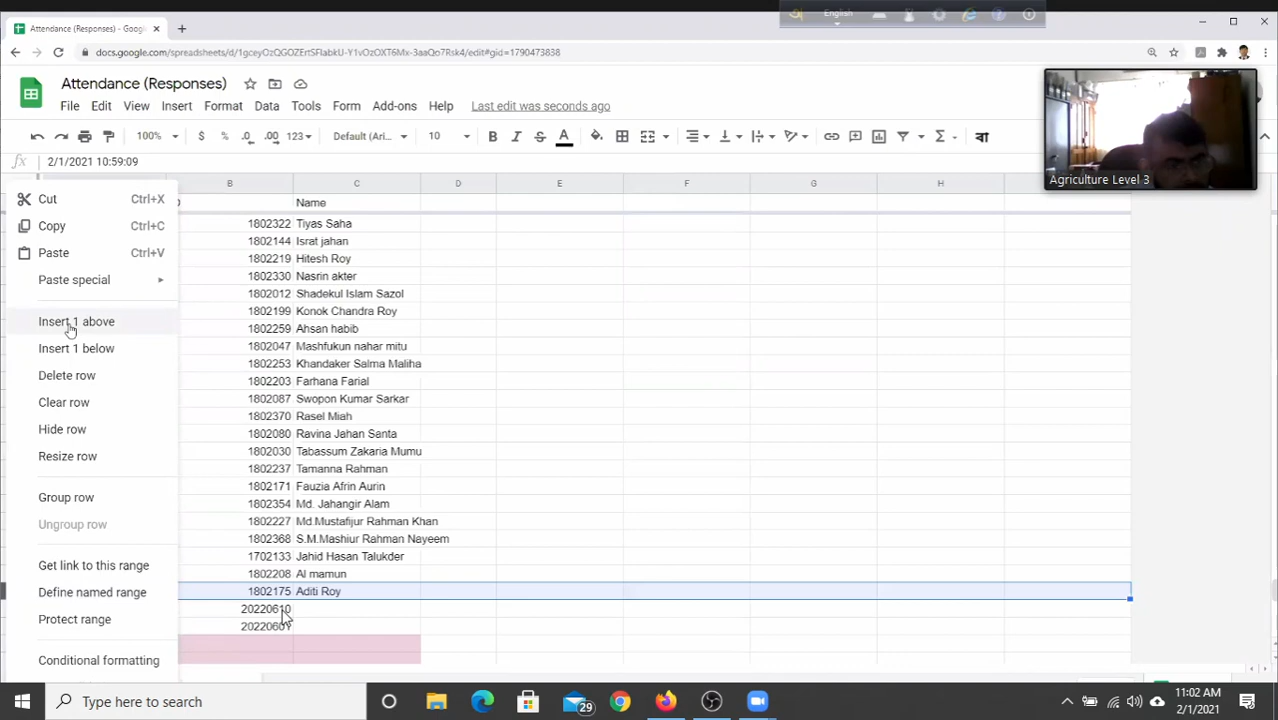 Attendance (Responses) - Googl
English
docs.google.com/spreadsheets/d/1gceyOzQGOZErtSFlabkU-Y1vOzOXT6Mx-3aaQo7Rsk4/edit#gid=1790473838
Attendance (Responses)
File Edit View Insert Format Data Tools Form Add-ons Help Last edit was seconds ago
100% $ % .0 .00 123 Default (Ari... 10 B I S A Σ বা
Agriculture Level 3
fx 2/1/2021 10:59:09
B C D E F G H
Name
Cut Ctrl+X
Copy Ctrl+C
Paste Ctrl+V
Paste special
Insert 1 above
Insert 1 below
Delete row
Clear row
Hide row
Resize row
Group row
Ungroup row
Get link to this range
Define named range
Protect range
Conditional formatting
1802322 Tiyas Saha
1802144 Israt jahan
1802219 Hitesh Roy
1802330 Nasrin akter
1802012 Shadekul Islam Sazol
1802199 Konok Chandra Roy
1802259 Ahsan habib
1802047 Mashfukun nahar mitu
1802253 Khandaker Salma Maliha
1802203 Farhana Farial
1802087 Swopon Kumar Sarkar
1802370 Rasel Miah
1802080 Ravina Jahan Santa
1802030 Tabassum Zakaria Mumu
1802237 Tamanna Rahman
1802171 Fauzia Afrin Aurin
1802354 Md. Jahangir Alam
1802227 Md.Mustafijur Rahman Khan
1802368 S.M.Mashiur Rahman Nayeem
1702133 Jahid Hasan Talukder
1802208 Al mamun
1802175 Aditi Roy
20220610
20220601
Type here to search
29
11:02 AM
2/1/2021